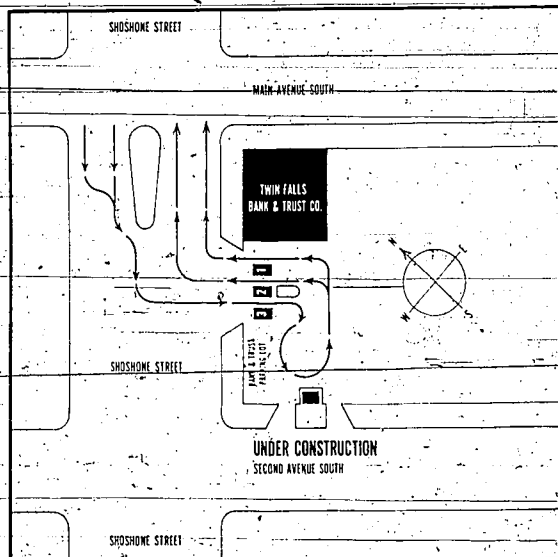 SHOSHONE STREET
MAIN AVENUE SOUTH
TWIN FALLS
BANK & TRUST CO.
N
E
1
2
3
W
S
SHOSHONE STREET
BANK & TRUST
PARKING LOT
UNDER CONSTRUCTION
SECOND AVENUE SOUTH
SHOSHONE STREET